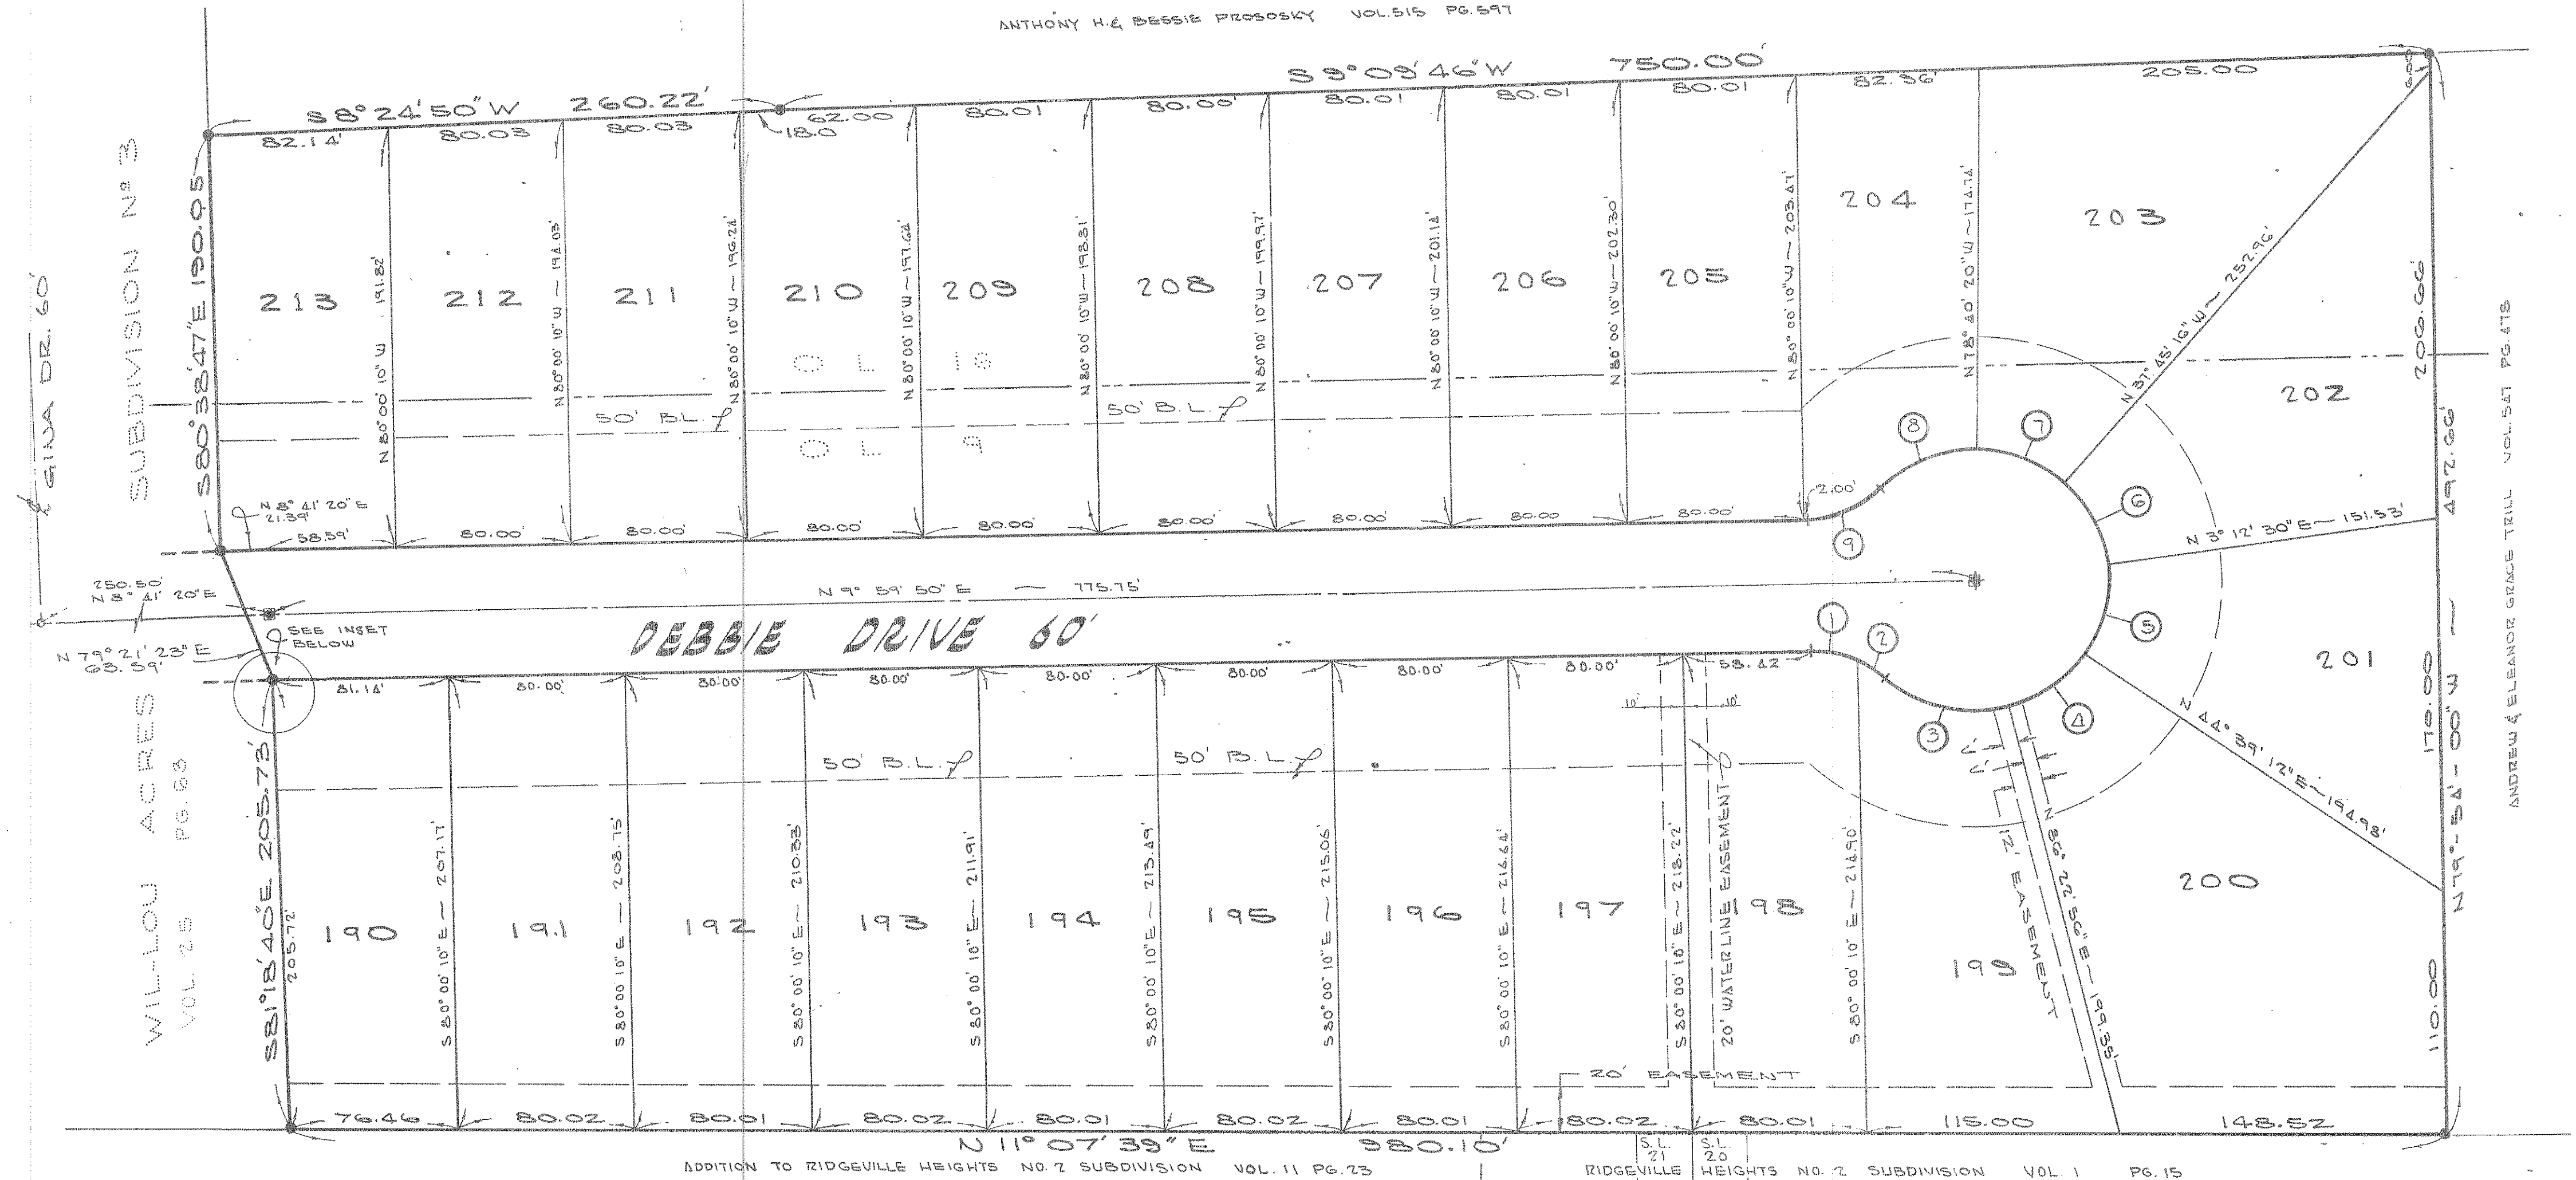 ANTHONY H. & BESSIE PROSOSKY VOL. 515 PG. 597
S 8° 24' 50" W 260.22'
S 9° 09' 46" W 750.00'
82.14' 80.03 80.03 18.0 62.00 80.01 80.00' 80.01 80.01 80.01 82.96' 205.00
6.00
SUBDIVISION Nº 3
℄ GINA DR. 60'
S 80° 38' 47" E 190.05
213 212 211 210 209 208 207 206 205 204 203 202
N 80° 00' 10" W 191.82'
N 80° 00' 10" W — 194.03'
N 80° 00' 10" W — 196.22'
N 80° 00' 10" W — 197.64'
N 80° 00' 10" W — 198.81'
N 80° 00' 10" W — 199.97'
N 80° 00' 10" W — 201.14'
N 80° 00' 10" W — 202.30'
N 80° 00' 10" W — 203.47'
N 78° 40' 20" W — 174.74'
N 37° 45' 16" W — 252.96'
200.66'
O L 18
50' B.L. 50' B.L.
O L 9
N 8° 41' 20" E
21.39'
58.59' 80.00' 80.00' 80.00' 80.00' 80.00' 80.00' 80.00 80.00' 2.00'
8 7 6 9
N 3° 12' 30" E — 151.53'
N 79° - 54' - 00" W — 492.66'
ANDREW & ELEANOR GRACE TRILL VOL. 547 PG. 478
250.50'
N 8° 41' 20" E
N 9° 59' 50" E — 775.75'
SEE INSET
BELOW
DEBBIE DRIVE 60'
N 79° 21' 23" E
63.59'
1 2 3 4 5
81.14' 80.00' 80.00' 80.00' 80.00' 80.00' 80.00' 80.00' 58.42
10' 10'
201
170.00
N 44° 39' 12" E — 194.98'
WIL-LOU ACRES
VOL. 25 PG. 83
S 81° 18' 40" E 205.73'
205.72'
50' B.L. 50' B.L.
S 80° 00' 10" E — 207.17'
S 80° 00' 10" E — 208.75'
S 80° 00' 10" E — 210.33'
S 80° 00' 10" E — 211.91'
S 80° 00' 10" E — 213.49'
S 80° 00' 10" E — 215.06'
S 80° 00' 10" E — 216.64'
S 80° 00' 10" E — 218.22'
20' WATERLINE EASEMENT
S 80° 00' 10" E — 214.90'
6' 6'
12' EASEMENT
N 86° 22' 56" E — 199.35'
190 191 192 193 194 195 196 197 198 199 200
110.00
20' EASEMENT
76.46 80.02 80.01 80.02 80.01 80.02 80.01 80.02 80.01 115.00 148.52
N 11° 07' 39" E 980.10'
S.L. 21 S.L. 20
ADDITION TO RIDGEVILLE HEIGHTS NO. 2 SUBDIVISION VOL. 11 PG. 23
RIDGEVILLE HEIGHTS NO. 2 SUBDIVISION VOL. 1 PG. 15